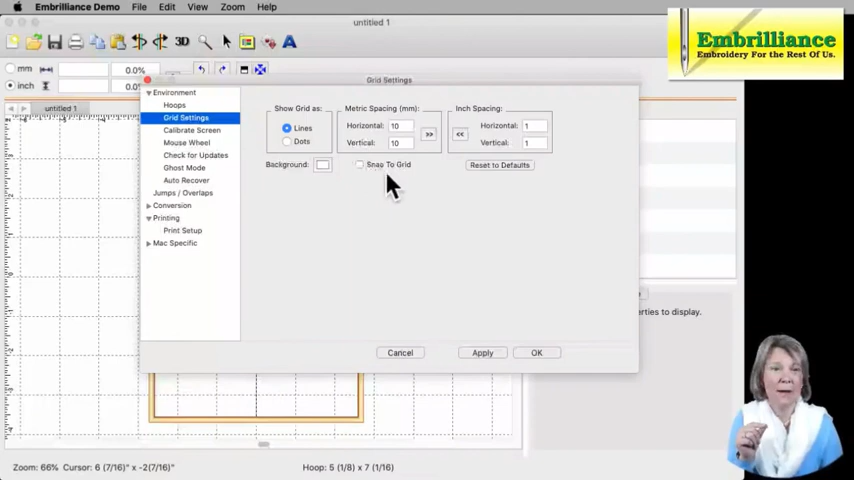 Embrilliance Demo File Edit View Zoom Help
untitled 1
Embrilliance
Embroidery For the Rest Of Us.
3D
mm 0.0%
inch 0.0%
untitled 1
Grid Settings
Environment
Hoops
Grid Settings
Calibrate Screen
Mouse Wheel
Check for Updates
Ghost Mode
Auto Recover
Jumps / Overlaps
Conversion
Printing
Print Setup
Mac Specific
Show Grid as: Metric Spacing (mm): Inch Spacing:
Lines Horizontal: 10 >> << Horizontal: 1
Dots Vertical: 10 Vertical: 1
Background: Snap To Grid Reset to Defaults
erties to display.
Cancel Apply OK
Zoom: 66% Cursor: 6 (7/16)" x -2(7/16)" Hoop: 5 (1/8) x 7 (1/16)